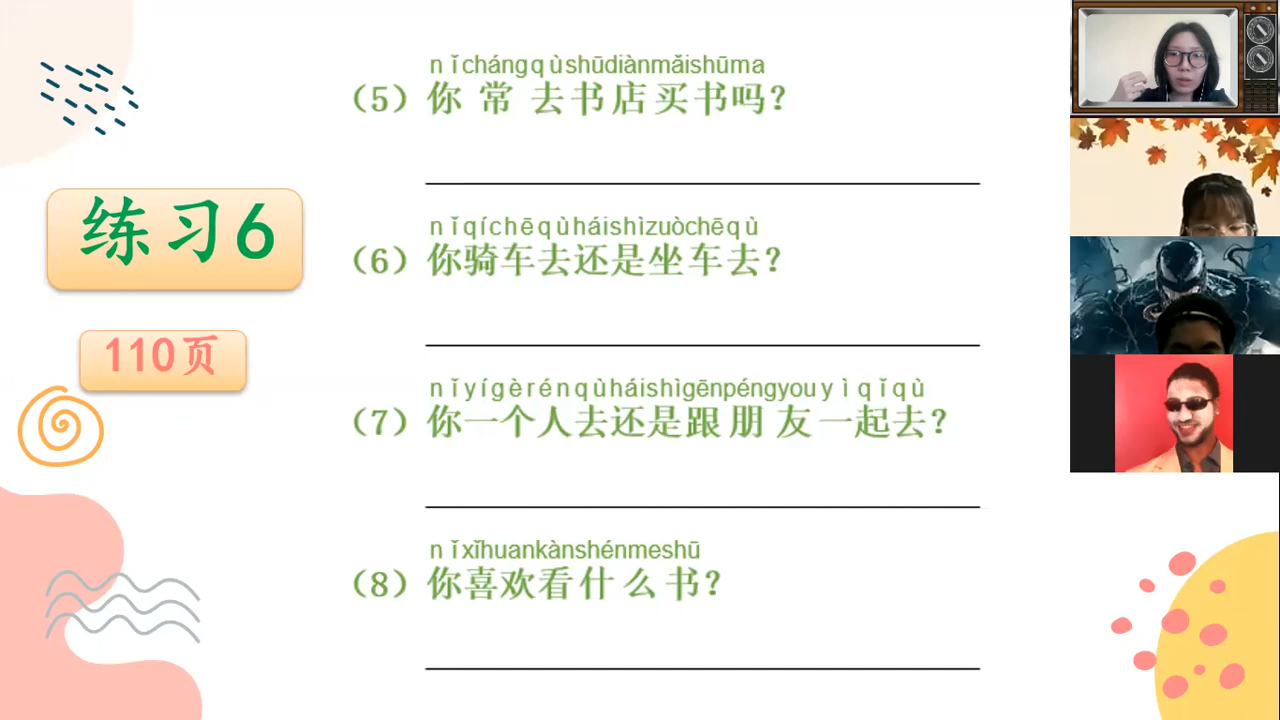 练习6
110页
nǐchángqùshūdiànmǎishūma
（5）你常去书店买书吗？
nǐqíchēqùháishìzuòchēqù
（6）你骑车去还是坐车去？
nǐyígèrénqùháishìgēnpéngyouyìqǐqù
（7）你一个人去还是跟朋友一起去？
nǐxǐhuankànshénmeshū
（8）你喜欢看什么书？